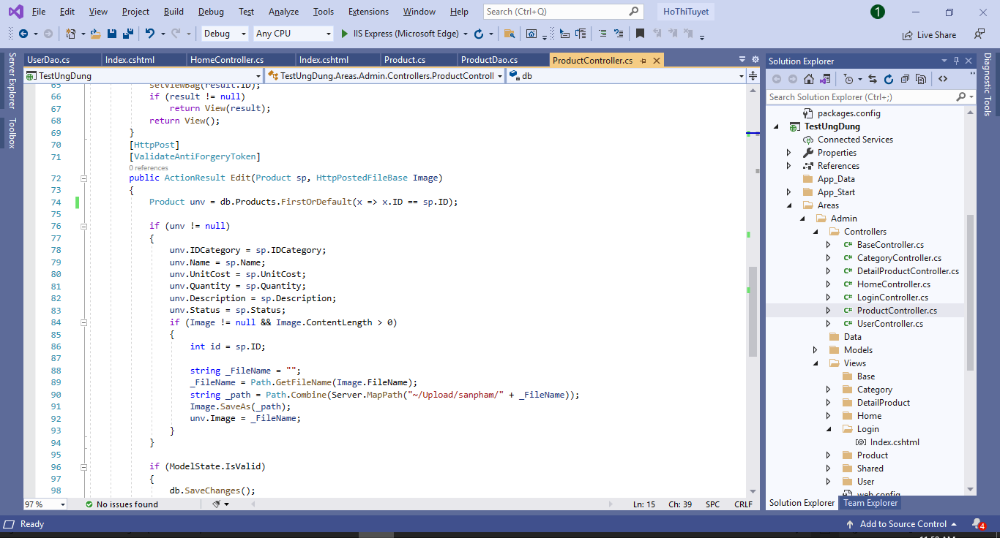 File Edit View Project Build Debug Test Analyze Tools Extensions Window Help Search (Ctrl+Q) HoThiTuyet 1
Debug Any CPU IIS Express (Microsoft Edge) Live Share
UserDao.cs Index.cshtml HomeController.cs Index.cshtml Product.cs ProductDao.cs ProductController.cs
TestUngDung TestUngDung.Areas.Admin.Controllers.ProductControll db
Server Explorer
Toolbox
65 setViewBag(result.ID);
66 if (result != null)
67 return View(result);
68 return View();
69 }
70 [HttpPost]
71 [ValidateAntiForgeryToken]
0 references
72 public ActionResult Edit(Product sp, HttpPostedFileBase Image)
73 {
74 Product unv = db.Products.FirstOrDefault(x => x.ID == sp.ID);
75
76 if (unv != null)
77 {
78 unv.IDCategory = sp.IDCategory;
79 unv.Name = sp.Name;
80 unv.UnitCost = sp.UnitCost;
81 unv.Quantity = sp.Quantity;
82 unv.Description = sp.Description;
83 unv.Status = sp.Status;
84 if (Image != null && Image.ContentLength > 0)
85 {
86 int id = sp.ID;
87
88 string _FileName = "";
89 _FileName = Path.GetFileName(Image.FileName);
90 string _path = Path.Combine(Server.MapPath("~/Upload/sanpham/" + _FileName));
91 Image.SaveAs(_path);
92 unv.Image = _FileName;
93 }
94 }
95
96 if (ModelState.IsValid)
97 {
98 db.SaveChanges();
97 % No issues found Ln: 15 Ch: 39 SPC CRLF
Solution Explorer
Search Solution Explorer (Ctrl+;)
packages.config
TestUngDung
Connected Services
Properties
References
App_Data
App_Start
Areas
Admin
Controllers
C# BaseController.cs
C# CategoryController.cs
C# DetailProductController.cs
C# HomeController.cs
C# LoginController.cs
C# ProductController.cs
C# UserController.cs
Data
Models
Views
Base
Category
DetailProduct
Home
Login
[@] Index.cshtml
Product
Shared
User
web.config
Solution Explorer Team Explorer
Diagnostic Tools
Ready Add to Source Control 4